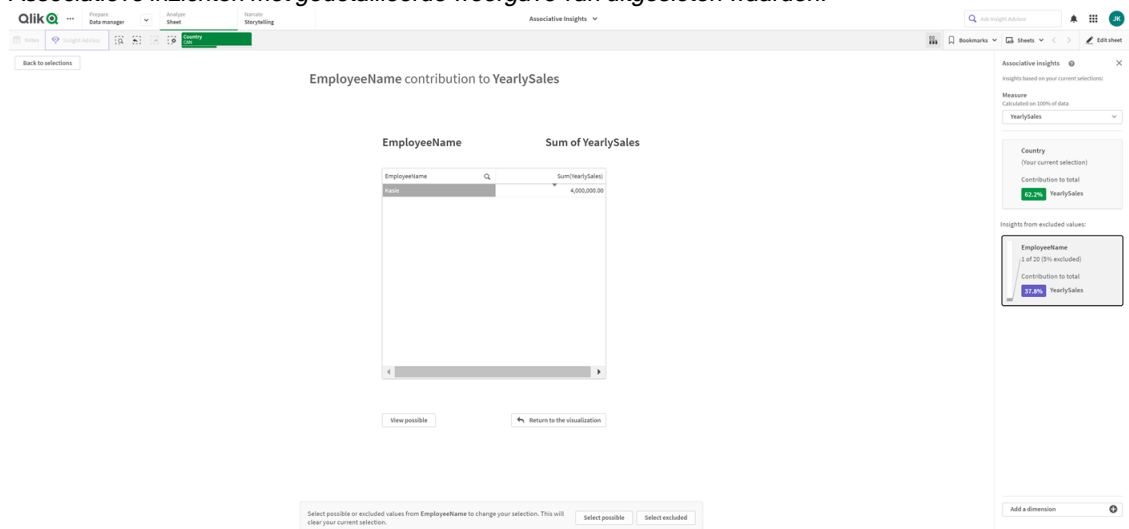 Associatieve inzichten met gedetailleerde weergave van uitgesloten waarden.
Qlik
Prepare
Data manager
Analyze
Sheet
Narrate
Storytelling
Associative Insights
Ask Insight Advisor
JK
Notes
Insight Advisor
Country
CAN
Bookmarks
Sheets
Edit sheet
Back to selections
EmployeeName contribution to YearlySales
EmployeeName
Sum of YearlySales
EmployeeName
Sum(YearlySales)
Kasie
4,000,000.00
View possible
Return to the visualization
Select possible or excluded values from EmployeeName to change your selection. This will
clear your current selection.
Select possible
Select excluded
Associative insights
Insights based on your current selections:
Measure
Calculated on 100% of data
YearlySales
Country
(Your current selection)
Contribution to total
62.2% YearlySales
Insights from excluded values:
EmployeeName
1 of 20 (5% excluded)
Contribution to total
37.8% YearlySales
Add a dimension